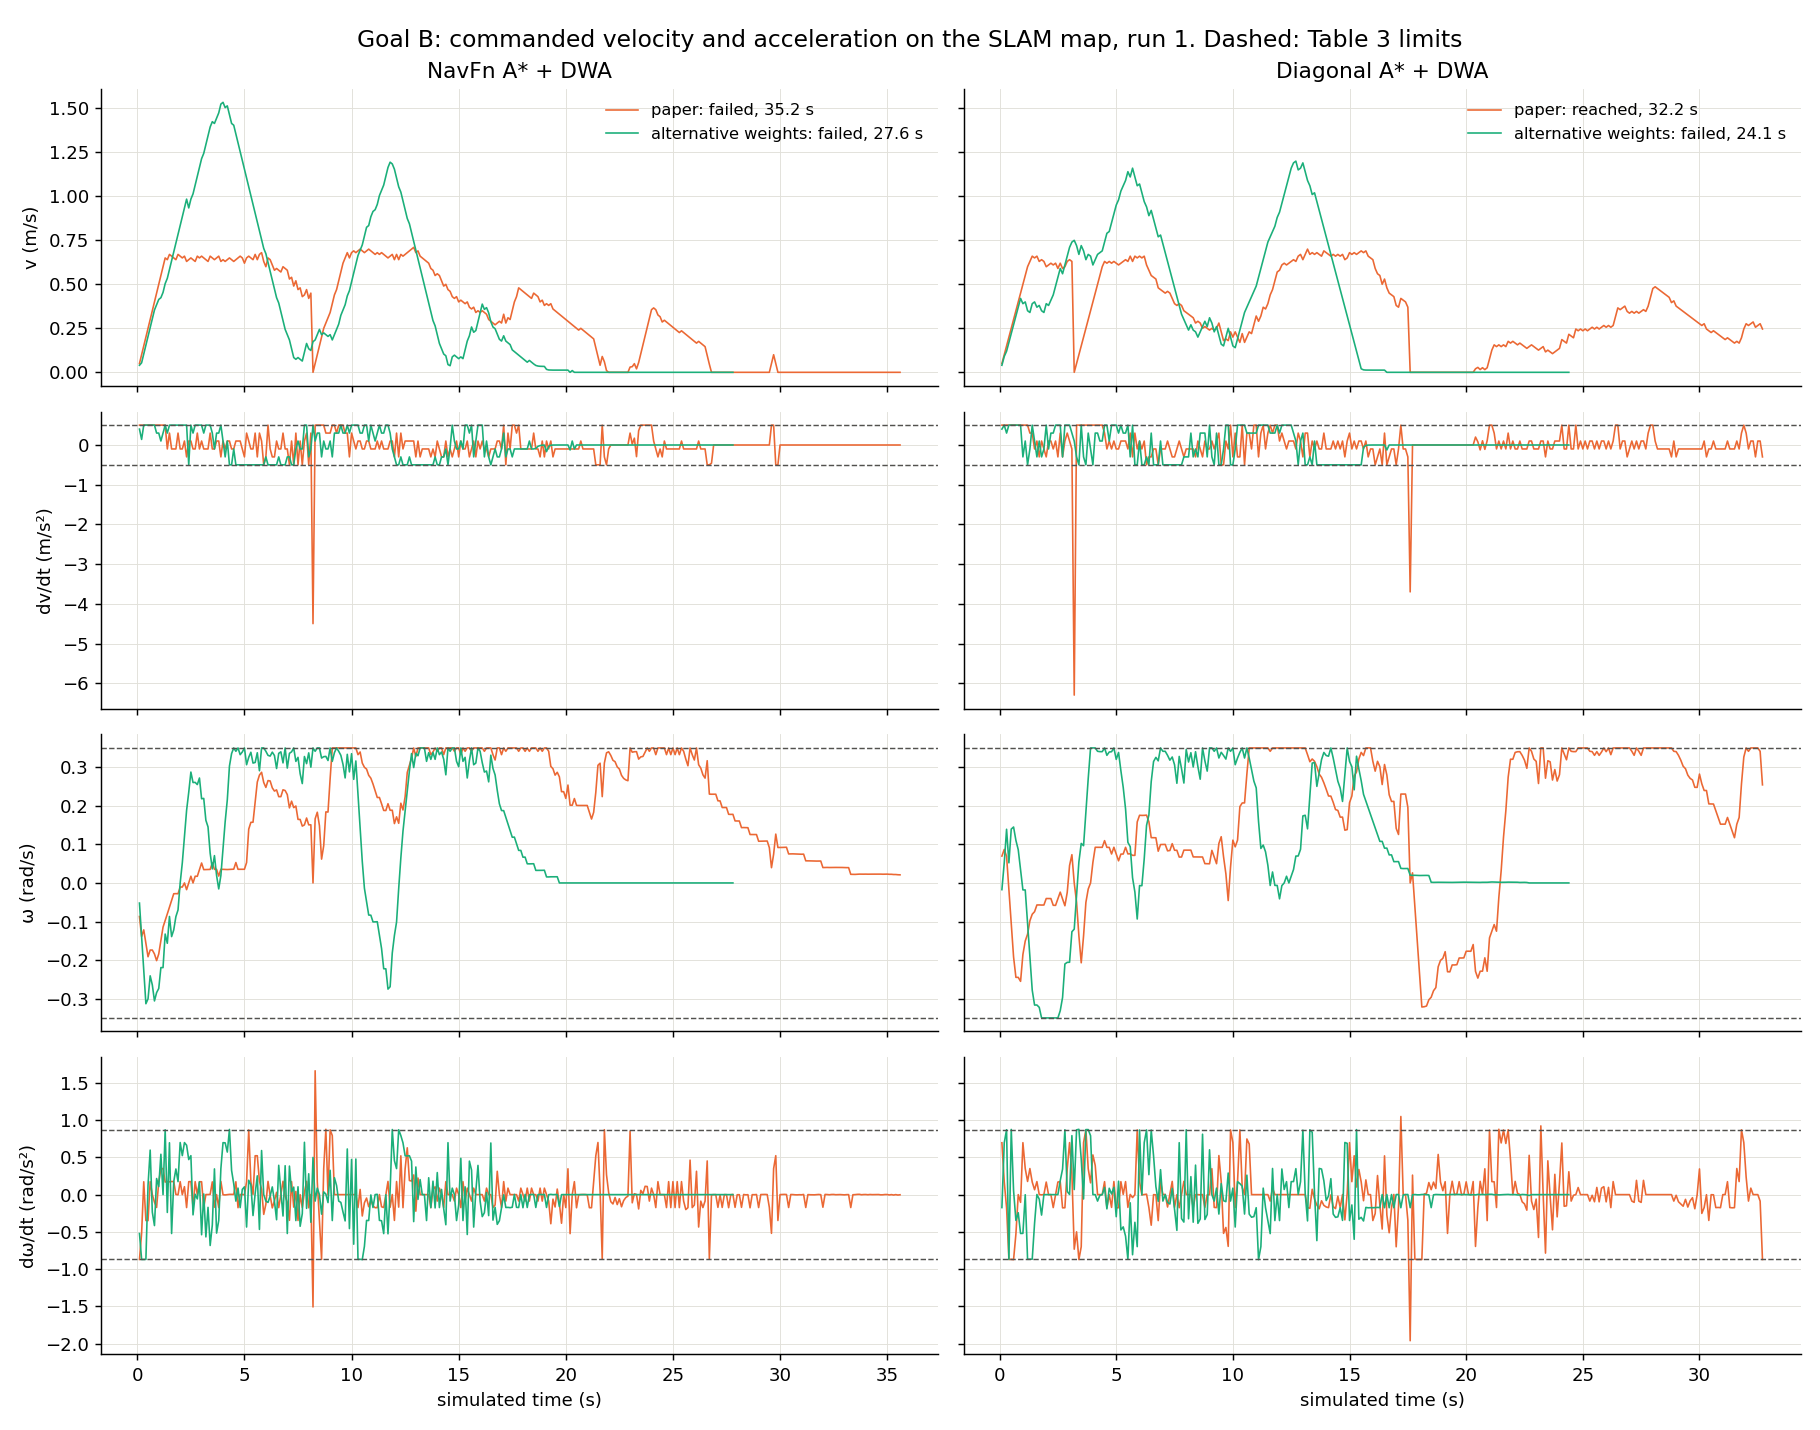 Goal B: commanded velocity and acceleration on the SLAM map, run 1. Dashed: Table 3 limits
NavFn A* + DWA
Diagonal A* + DWA
paper: failed, 35.2 s
alternative weights: failed, 27.6 s
paper: reached, 32.2 s
alternative weights: failed, 24.1 s
v (m/s)
1.50
1.25
1.00
0.75
0.50
0.25
0.00
dv/dt (m/s²)
0
−1
−2
−3
−4
−5
−6
ω (rad/s)
0.3
0.2
0.1
0.0
−0.1
−0.2
−0.3
dω/dt (rad/s²)
1.5
1.0
0.5
0.0
−0.5
−1.0
−1.5
−2.0
0 5 10 15 20 25 30 35
simulated time (s)
0 5 10 15 20 25 30
simulated time (s)